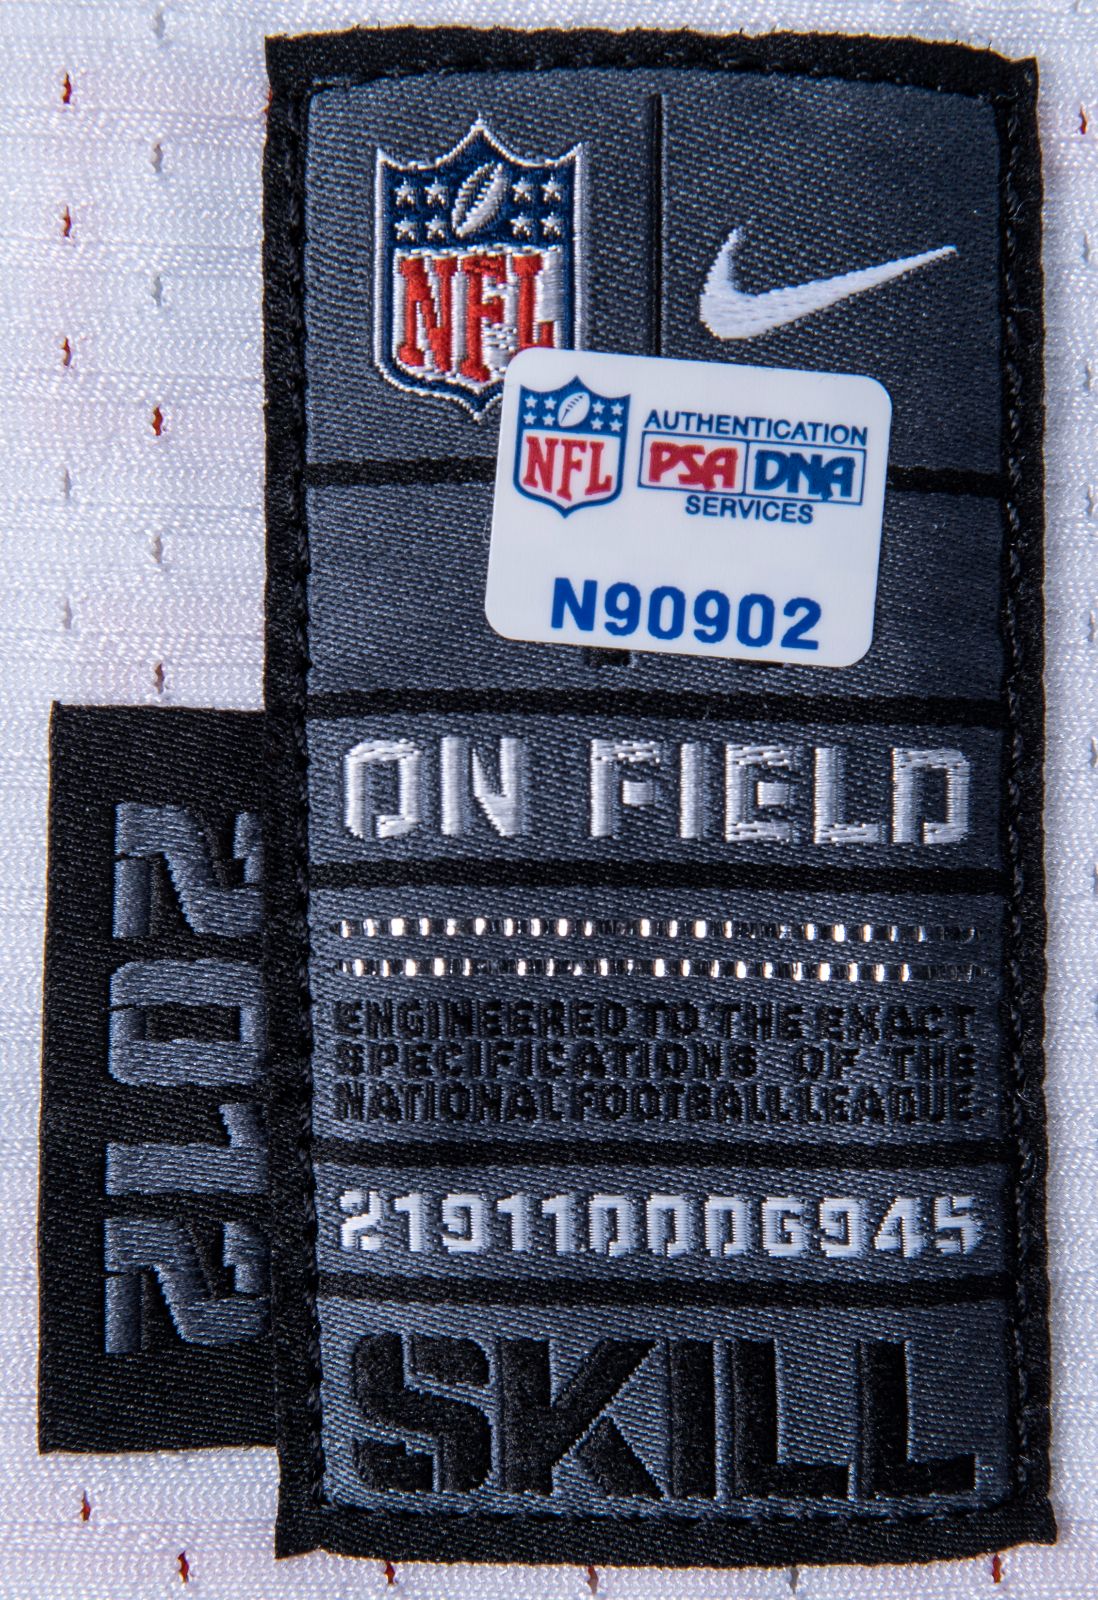 NFL
NFL
AUTHENTICATION
PSA DNA
SERVICES
N90902
ON FIELD
ENGINEERED TO THE EXACT
SPECIFICATIONS OF THE
NATIONAL FOOTBALL LEAGUE.
21911000G945
SKILL
2012